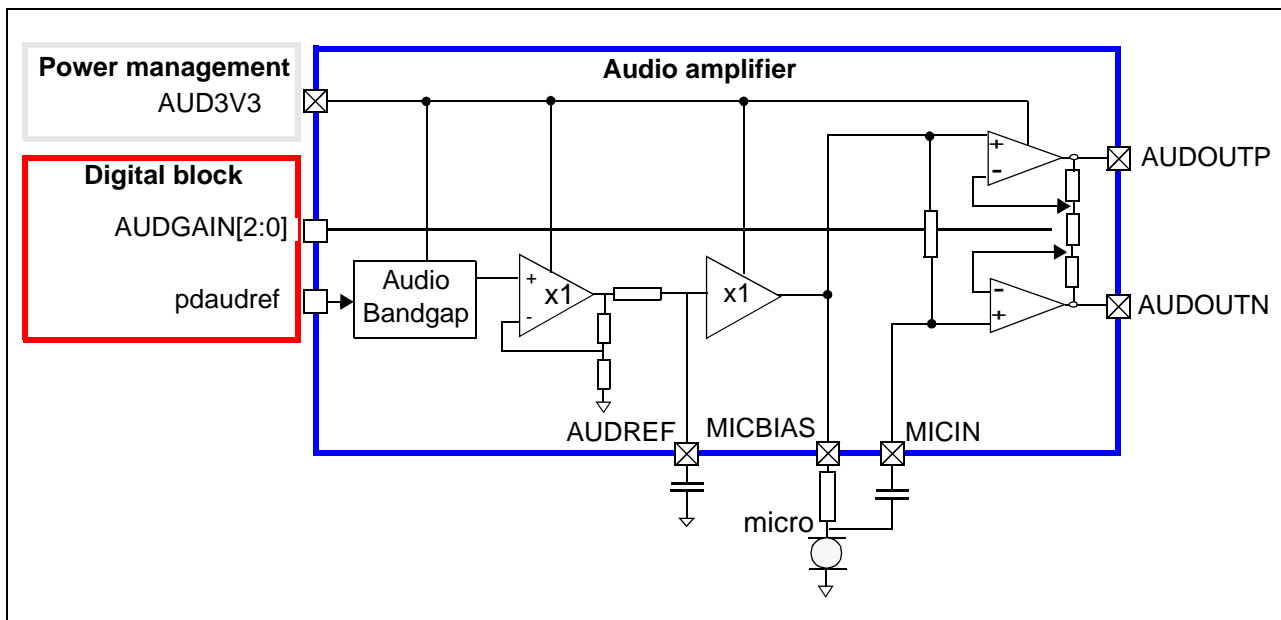 Power management
AUD3V3
Audio amplifier
Digital block
AUDGAIN[2:0]
pdaudref
Audio
Bandgap
+
-
x1
x1
+
-
-
+
AUDOUTP
AUDOUTN
AUDREF
MICBIAS
MICIN
micro